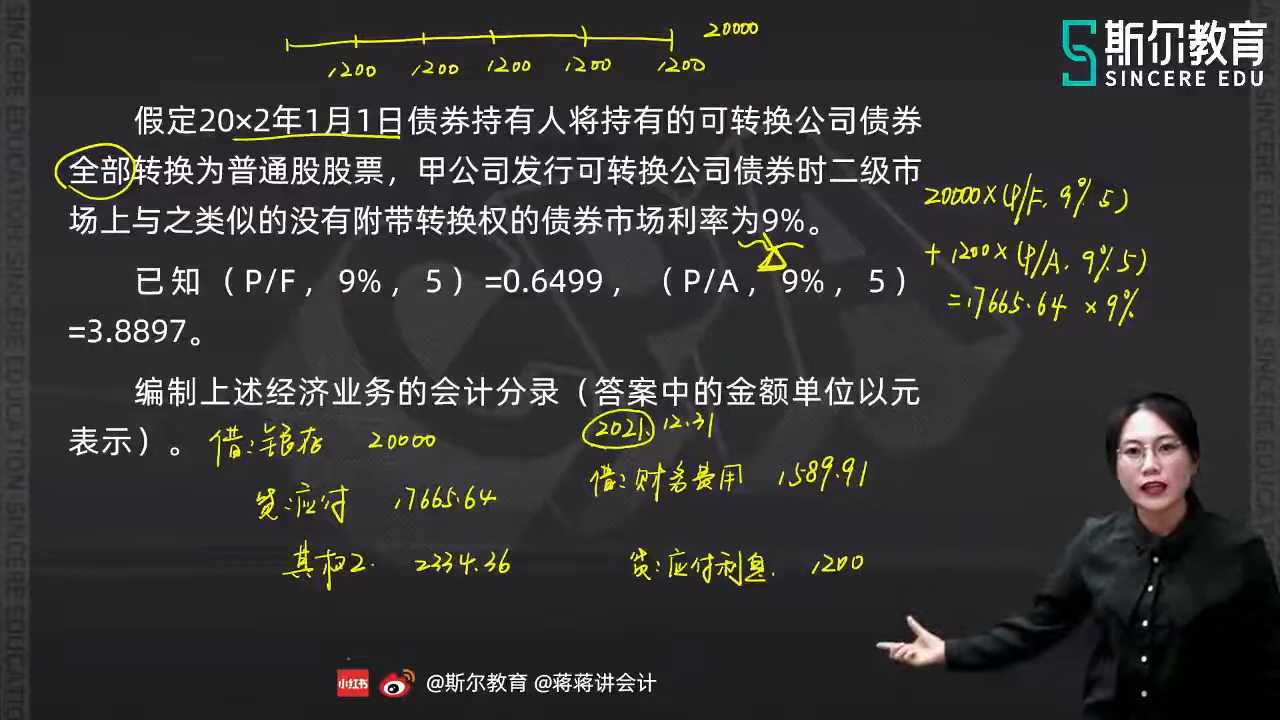 20000
1200 1200 1200 1200 1200
斯尔教育
SINCERE EDU
假定20×2年1月1日债券持有人将持有的可转换公司债券
全部转换为普通股股票，甲公司发行可转换公司债券时二级市
场上与之类似的没有附带转换权的债券市场利率为9%。
已知（P/F，9%，5）=0.6499，（P/A，9%，5）
=3.8897。
20000×(P/F, 9% 5)
+ 1200×(P/A, 9%, 5)
=17665.64 ×9%
编制上述经济业务的会计分录（答案中的金额单位以元
表示）。
借:银存 20000
贷:应付 17665.64
其权工 2334.36
2021. 12.31
借:财务费用 1589.91
贷:应付利息 1200
小红书 @斯尔教育 @蒋蒋讲会计